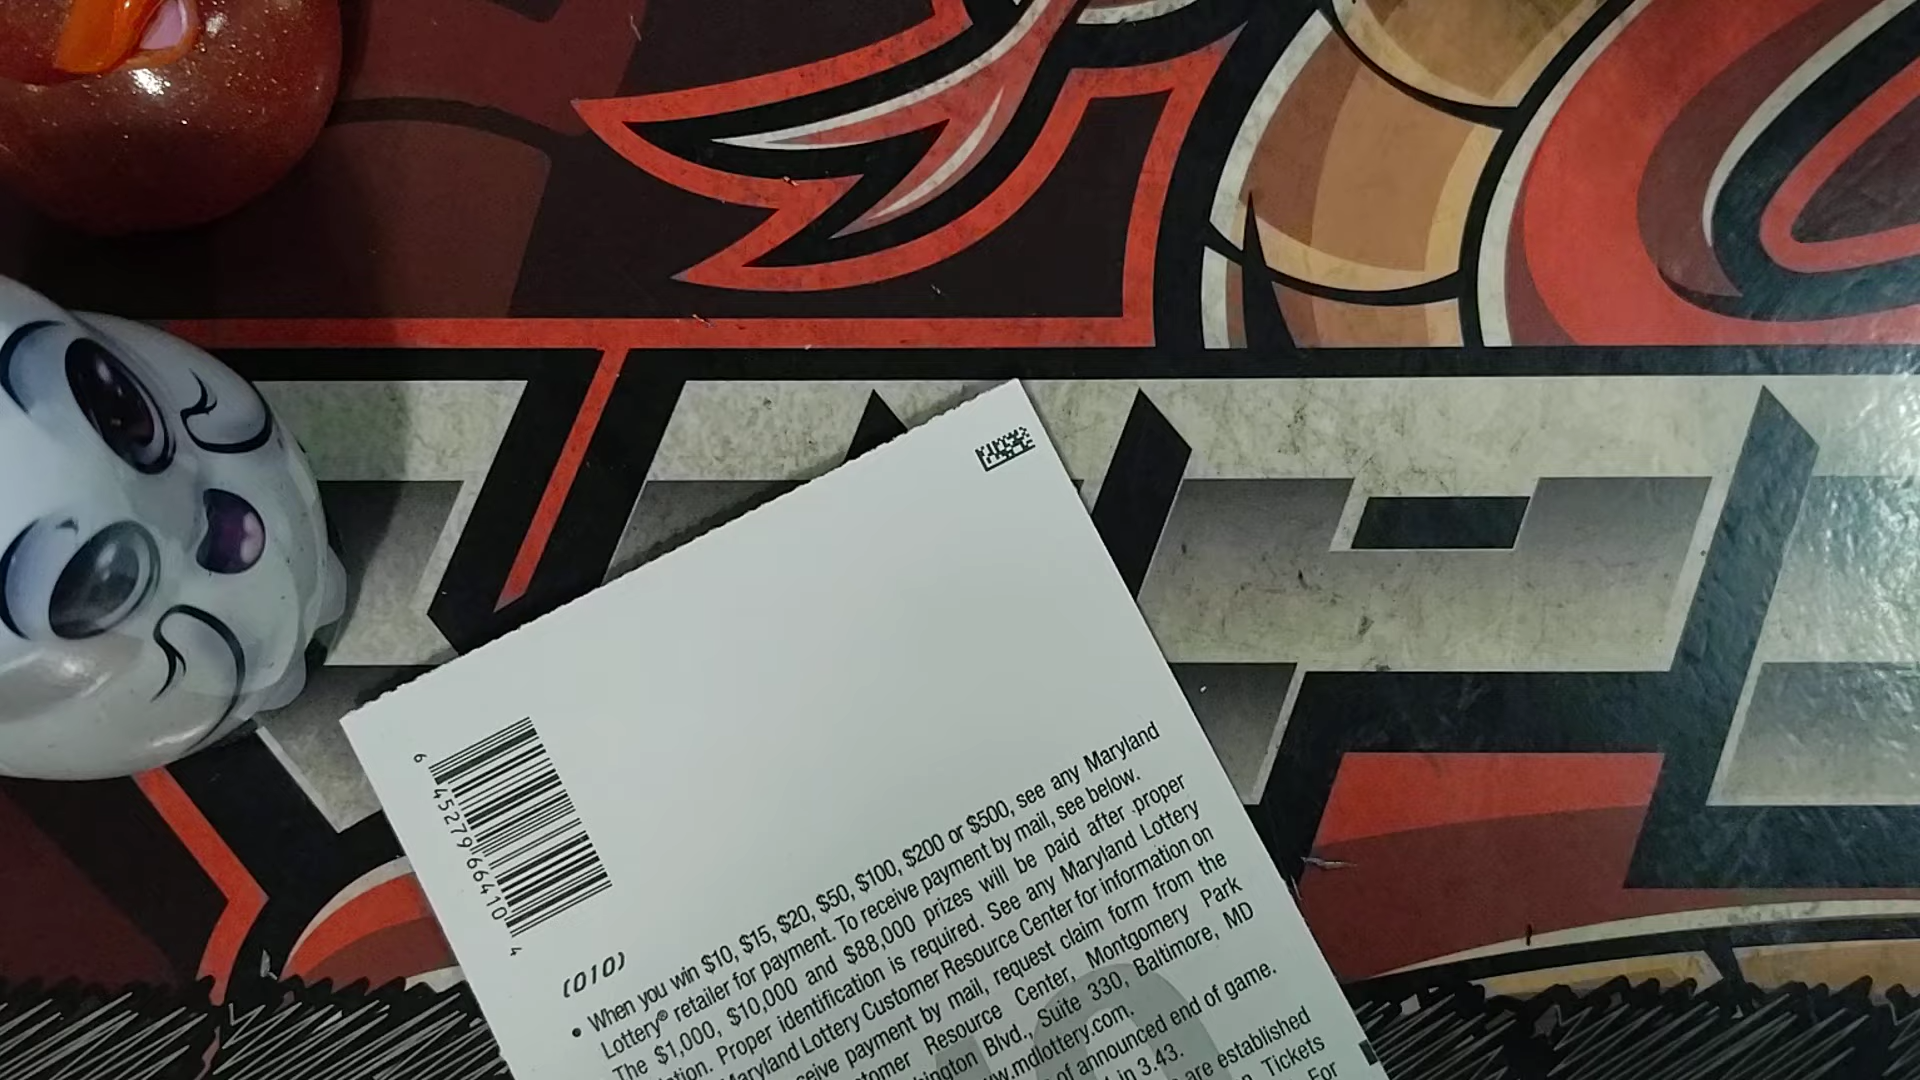 6 45279 66410 4
(010)
• When you win $10, $15, $20, $50, $100, $200 or $500, see any Maryland
Lottery® retailer for payment. To receive payment by mail, see below.
The $1,000, $10,000 and $88,000 prizes will be paid after proper
Proper identification is required. See any Maryland Lottery
Maryland Lottery Customer Resource Center for information on
payment by mail, request claim form from the
Resource Center, Montgomery Park
Blvd., Suite 330, Baltimore, MD
www.mdlottery.com.
of announced end of game.
in 3.43.
are established
Tickets
For